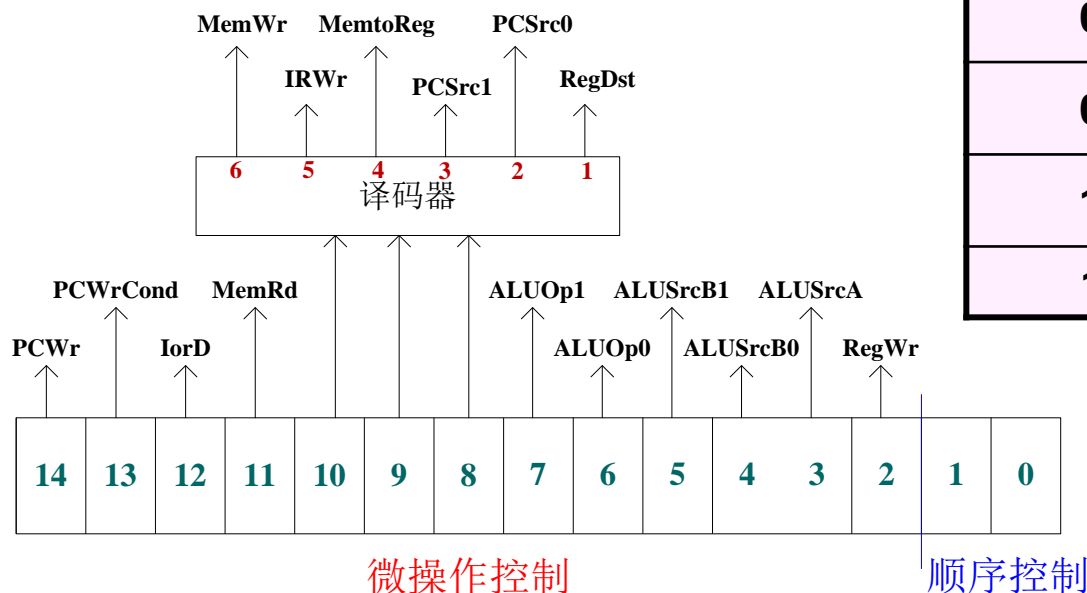 MemWr MemtoReg PCSrc0
IRWr PCSrc1 RegDst
6 5 4 3 2 1
译码器
PCWrCond MemRd ALUOp1 ALUSrcB1 ALUSrcA
PCWr IorD ALUOp0 ALUSrcB0 RegWr
14 13 12 11 10 9 8 7 6 5 4 3 2 1 0
微操作控制 顺序控制